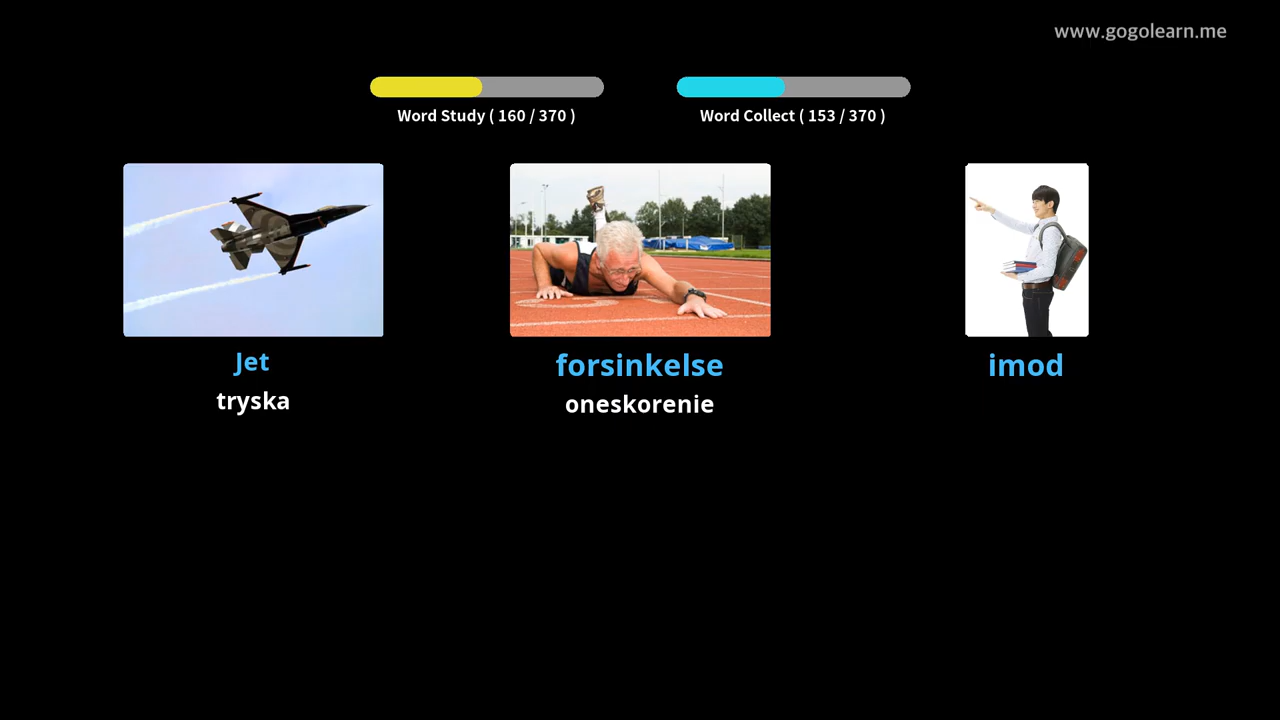 www.gogolearn.me
Word Study ( 160 / 370 )
Word Collect ( 153 / 370 )
Jet
tryska
forsinkelse
oneskorenie
imod